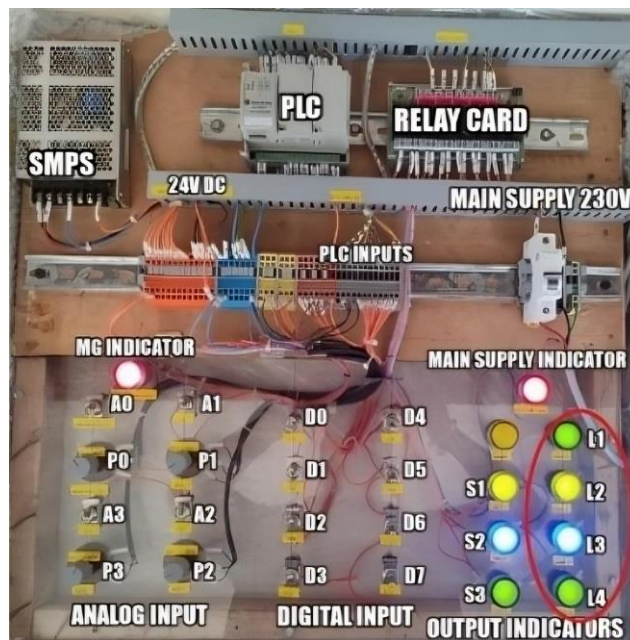 PLC
RELAY CARD
SMPS
24V DC
MAIN SUPPLY 230V
PLC INPUTS
MG INDICATOR
MAIN SUPPLY INDICATOR
A0
A1
D0
D4
L1
P0
P1
D1
D5
S1
L2
A3
A2
D2
D6
S2
L3
P3
P2
D3
D7
S3
L4
ANALOG INPUT
DIGITAL INPUT
OUTPUT INDICATORS